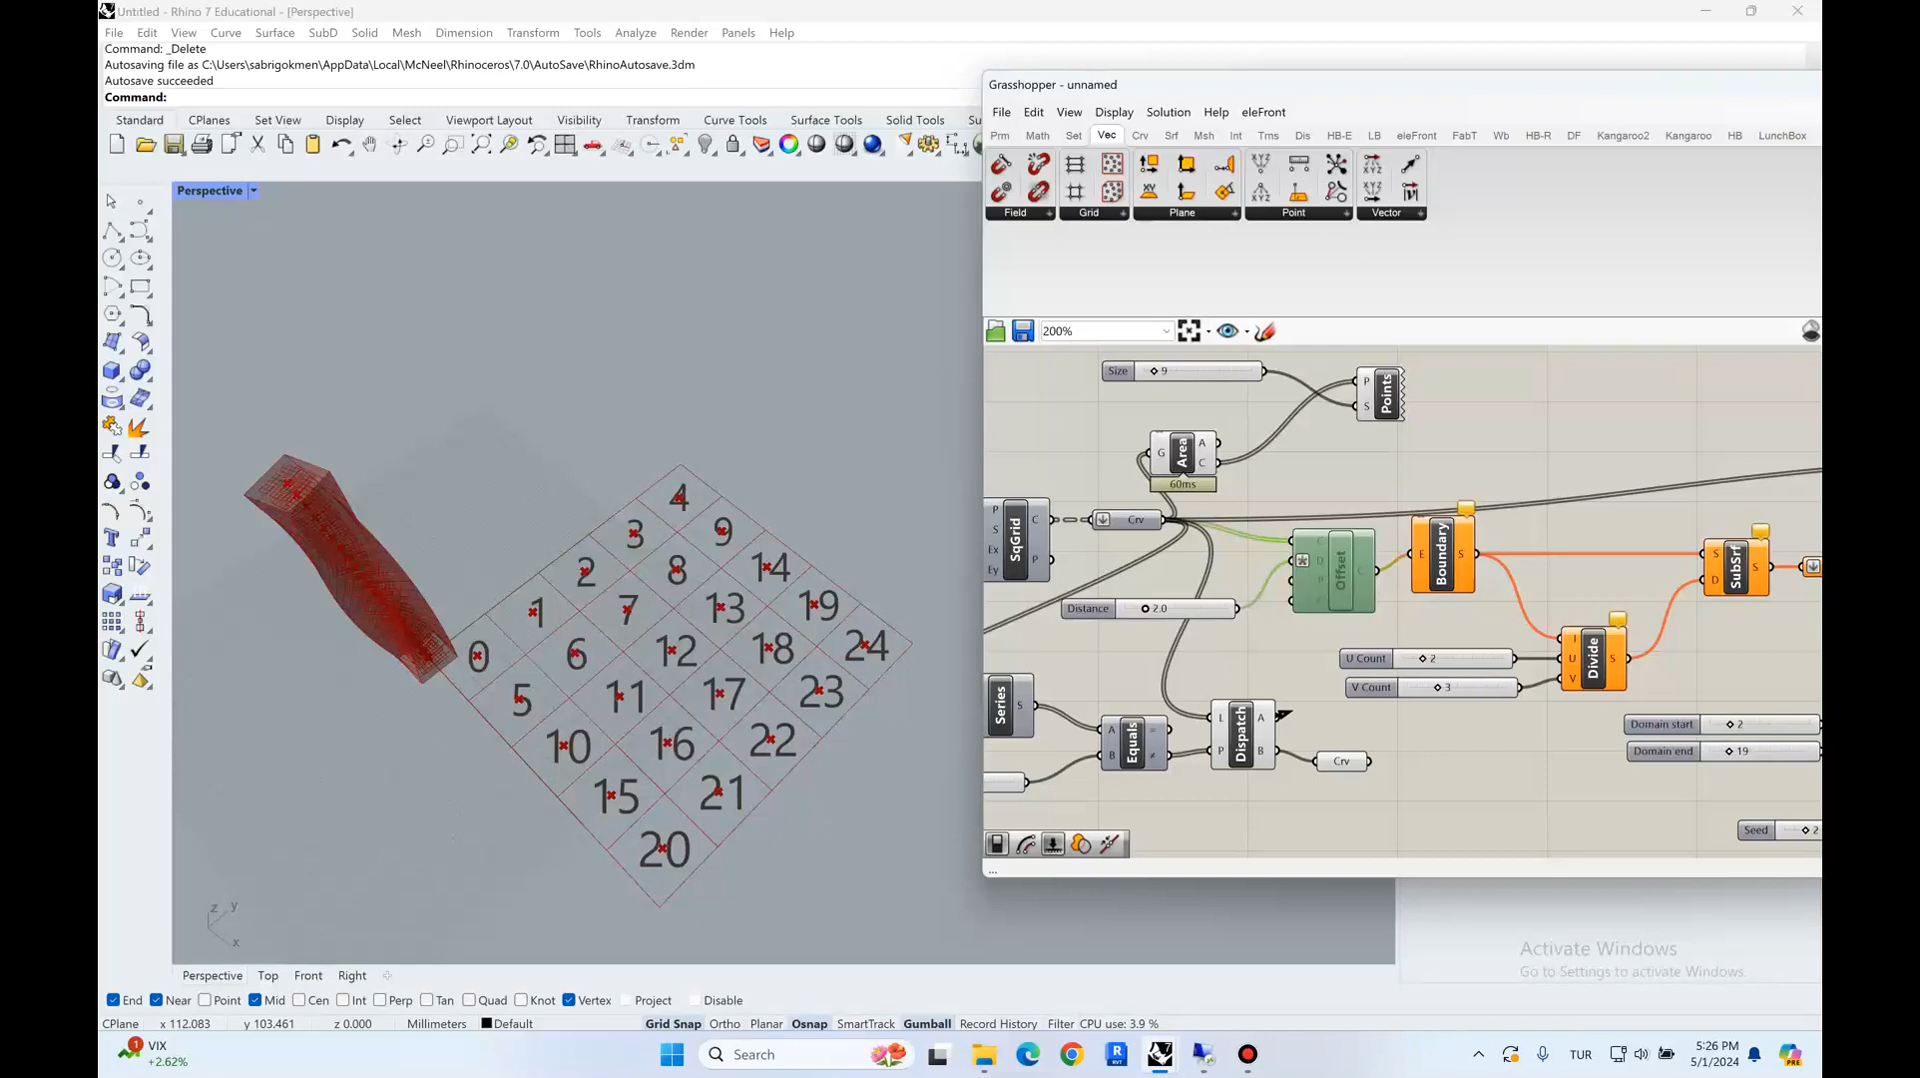 Untitled - Rhino 7 Educational - [Perspective]
File Edit View Curve Surface SubD Solid Mesh Dimension Transform Tools Analyze Render Panels Help
Command: _Delete
Autosaving file as C:\Users\sabrigokmen\AppData\Local\McNeel\Rhinoceros\7.0\AutoSave\RhinoAutosave.3dm
Autosave succeeded
Command:
Standard CPlanes Set View Display Select Viewport Layout Visibility Transform Curve Tools Surface Tools Solid Tools
Perspective
4
3 9
2 8 14
1 7 13 19
0 6 12 18 24
5 11 17 23
10 16 22
15 21
20
z y
x
Grasshopper - unnamed
File Edit View Display Solution Help eleFront
Prm Math Set Vec Crv Srf Msh Int Trns Dis HB-E LB eleFront FabT Wb HB-R DF Kangaroo2 Kangaroo HB LunchBox
Field Grid Plane Point Vector
200%
Size 9
P S Points
G Area A C
60ms
P S Ex Ey SqGrid C P
Crv
C D P Offset C
E Boundary S
S D SubSrf S
Distance 2.0
U Count 2
V Count 3
I U V Divide S
Series S
A B Equals = ≠
L P Dispatch A B
Crv
Domain start 2
Domain end 19
Seed 2
...
Activate Windows
Go to Settings to activate Windows.
Perspective Top Front Right
End Near Point Mid Cen Int Perp Tan Quad Knot Vertex Project Disable
CPlane x 112.083 y 103.461 z 0.000 Millimeters Default Grid Snap Ortho Planar Osnap SmartTrack Gumball Record History Filter CPU use: 3.9 %
1 VIX
+2.62%
Search
R
RVT
TUR
5:26 PM
5/1/2024
PRE